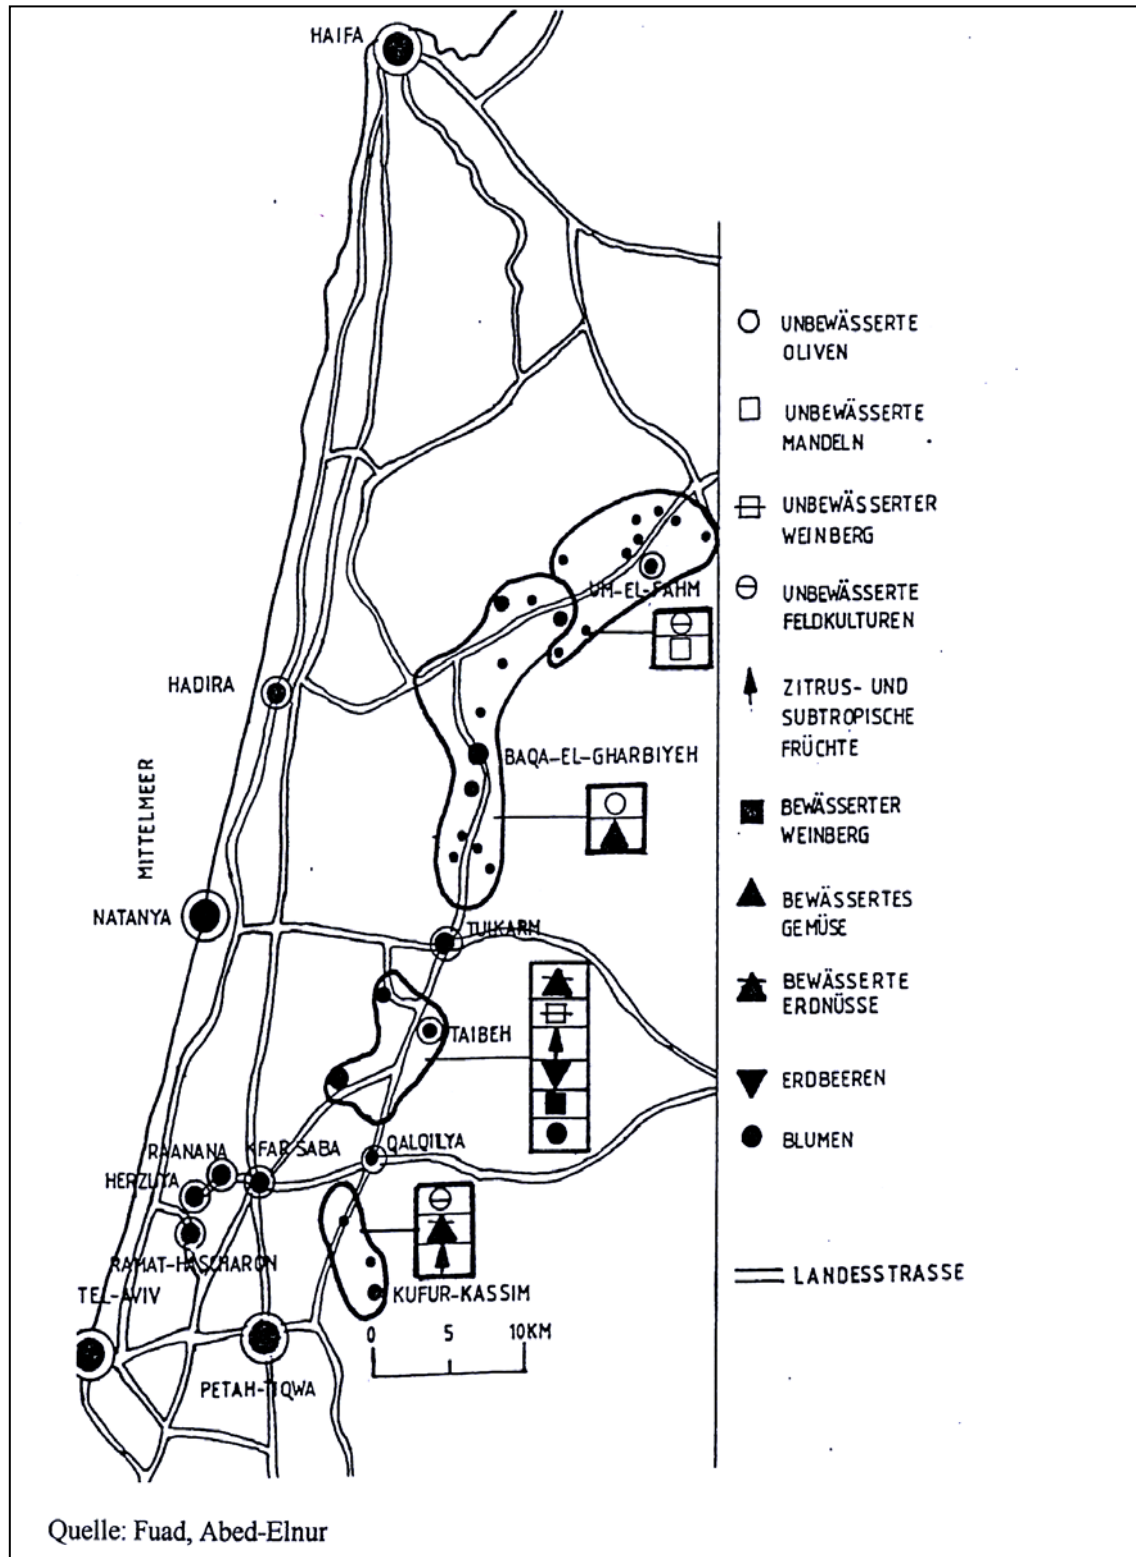 HAIFA
UM-EL-FAHM
HADIRA
BAQA-EL-GHARBIYEH
MITTELMEER
NATANYA
TULKARM
TAIBEH
RAANANA
KFAR SABA
QALQILYA
HERZLIYA
RAMAT-HASCHARON
TEL-AVIV
KUFUR-KASSIM
0 5 10KM
PETAH-TIQWA
UNBEWÄSSERTE
OLIVEN
UNBEWÄSSERTE
MANDELN
UNBEWÄSSERTER
WEINBERG
UNBEWÄSSERTE
FELDKULTUREN
ZITRUS- UND
SUBTROPISCHE
FRÜCHTE
BEWÄSSERTER
WEINBERG
BEWÄSSERTES
GEMÜSE
BEWÄSSERTE
ERDNÜSSE
ERDBEEREN
BLUMEN
LANDESSTRASSE
Quelle: Fuad, Abed-Elnur